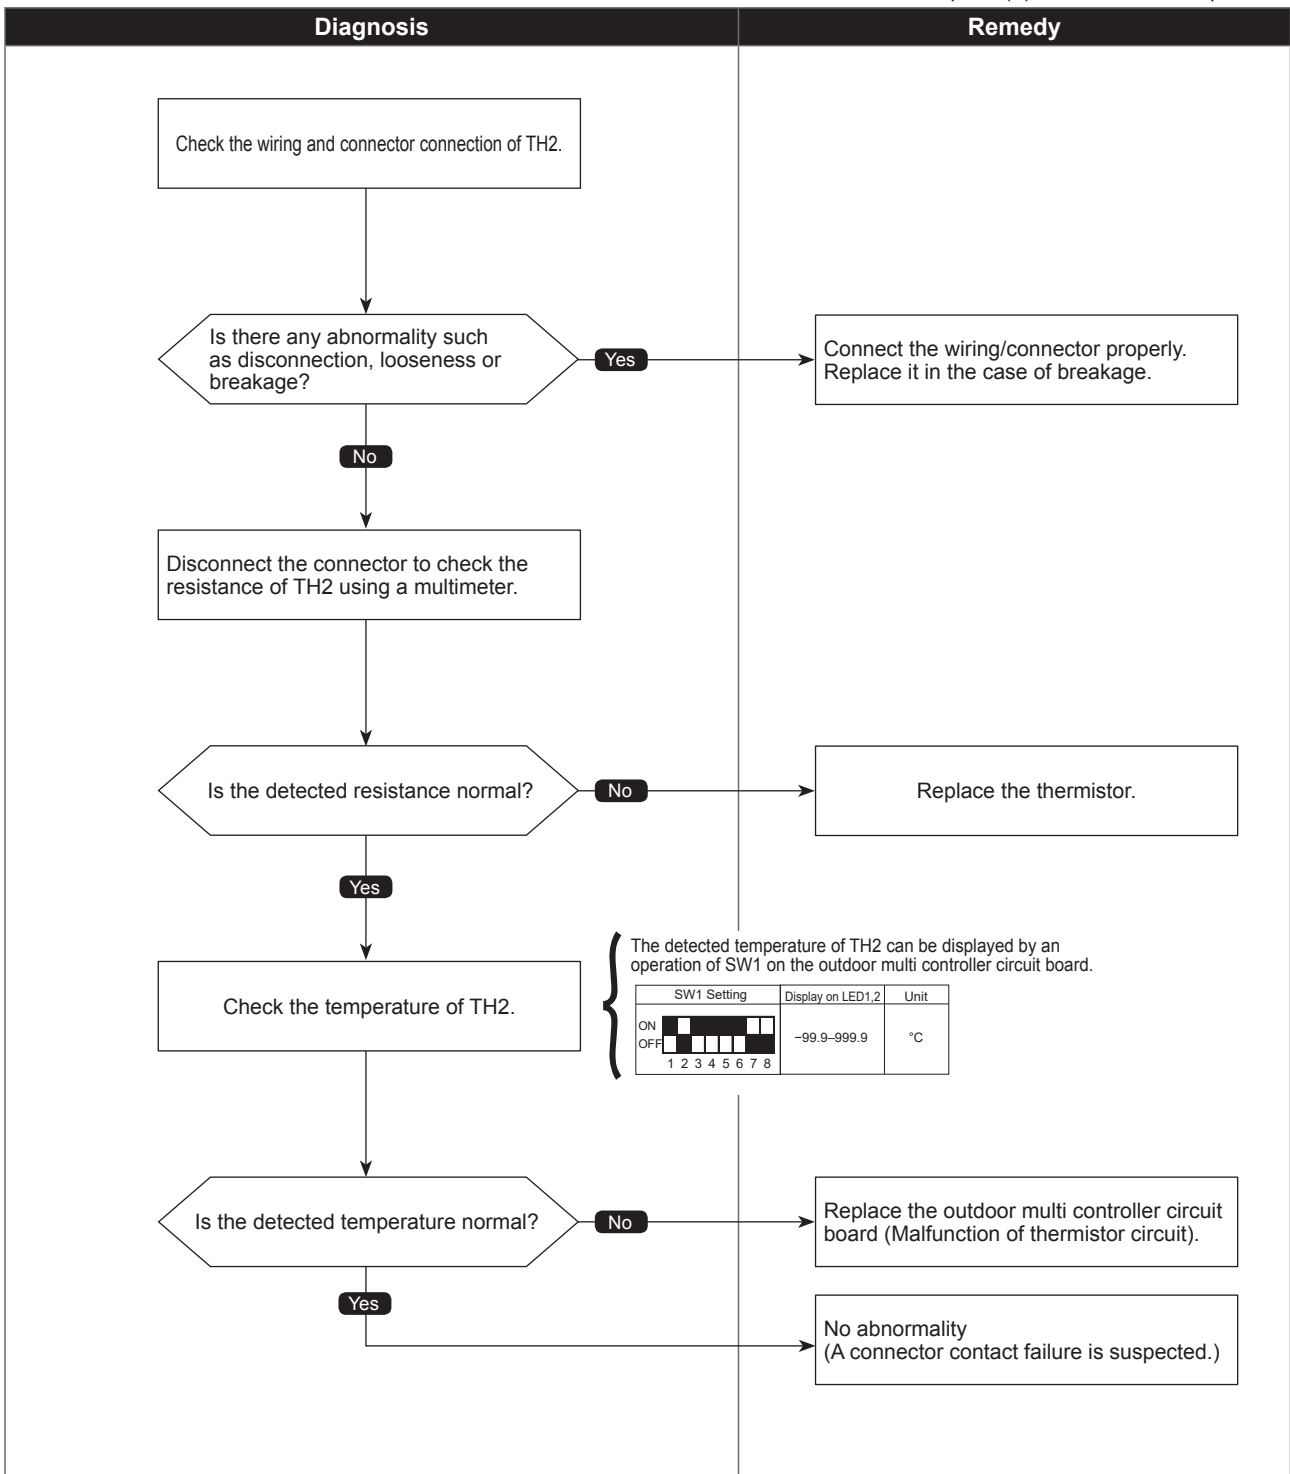 Diagnosis
Remedy
Check the wiring and connector connection of TH2.
Is there any abnormality such
as disconnection, looseness or
breakage?
Yes
Connect the wiring/connector properly.
Replace it in the case of breakage.
No
Disconnect the connector to check the
resistance of TH2 using a multimeter.
Is the detected resistance normal?
No
Replace the thermistor.
Yes
Check the temperature of TH2.
The detected temperature of TH2 can be displayed by an
operation of SW1 on the outdoor multi controller circuit board.
SW1 Setting
Display on LED1,2
Unit
ON
OFF
1 2 3 4 5 6 7 8
−99.9–999.9
°C
Is the detected temperature normal?
No
Replace the outdoor multi controller circuit
board (Malfunction of thermistor circuit).
Yes
No abnormality
(A connector contact failure is suspected.)